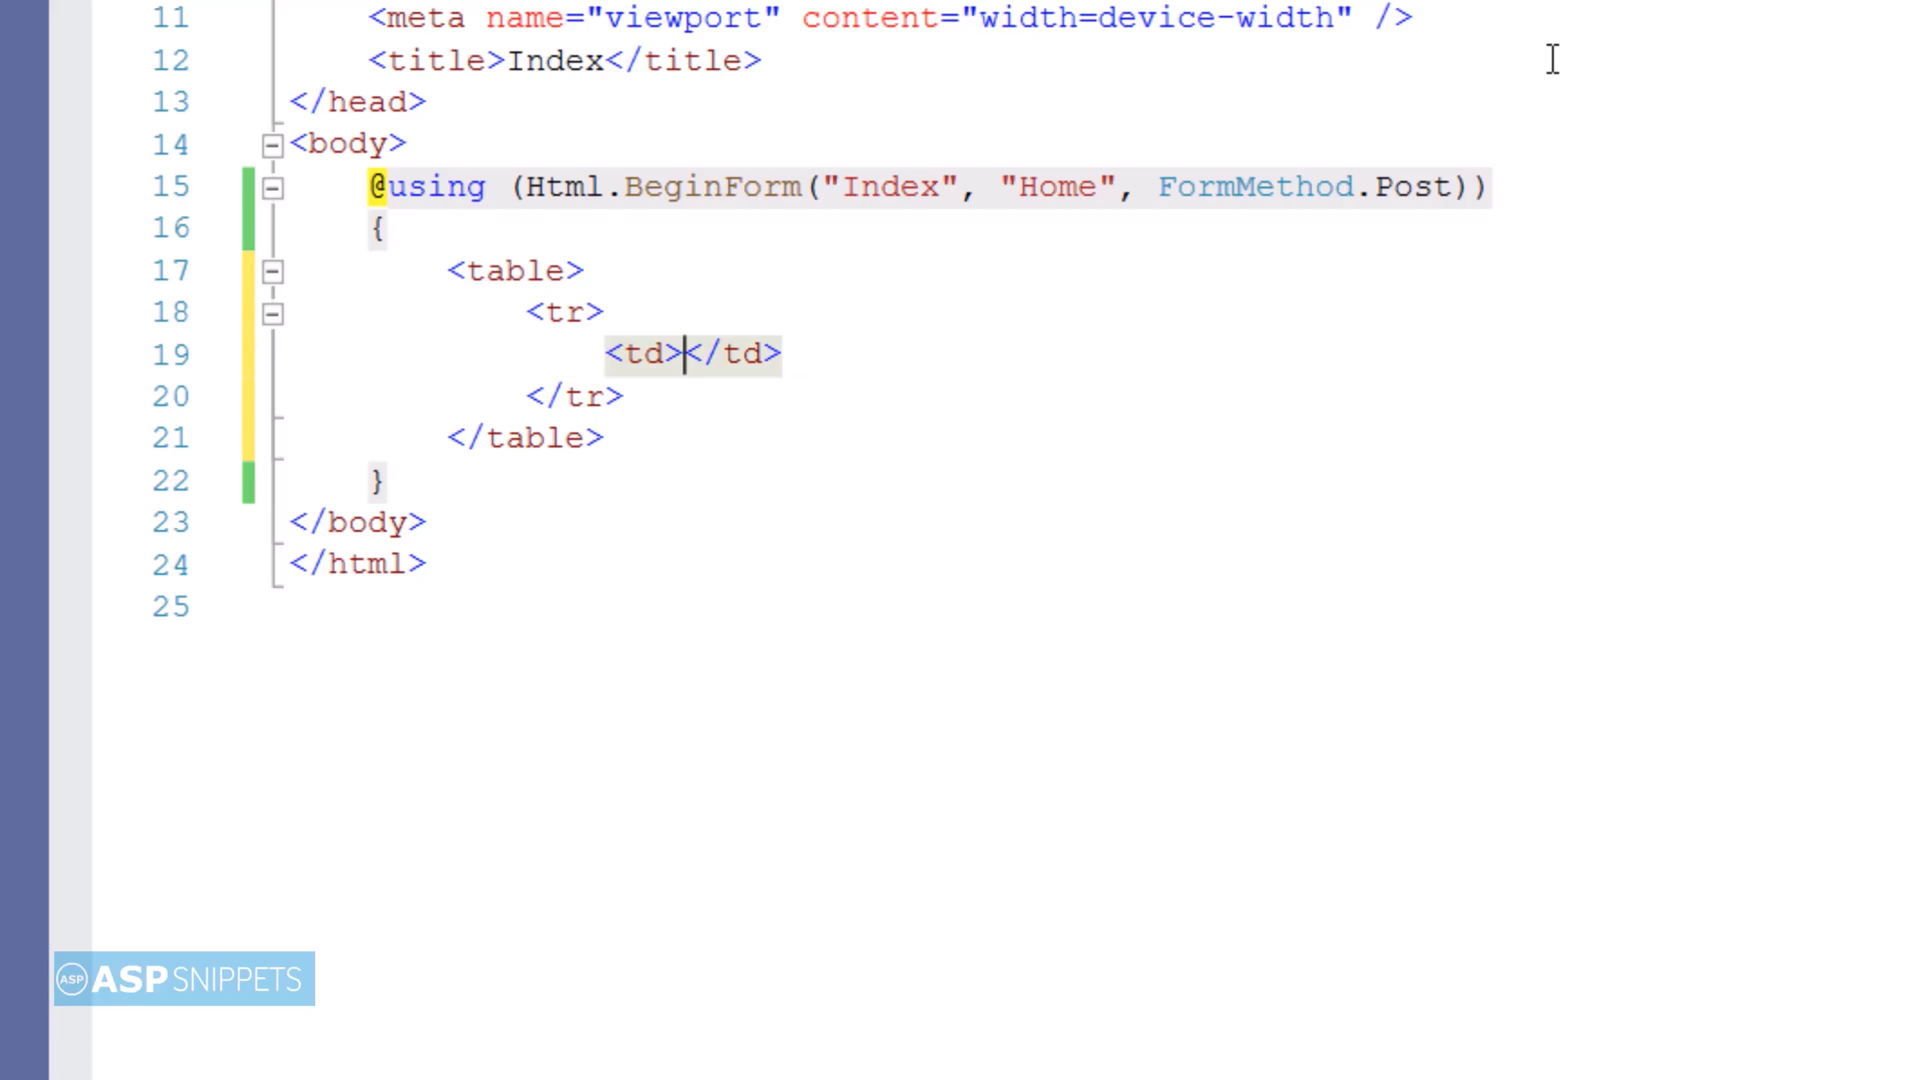 11 <meta name="viewport" content="width=device-width" />
12 <title>Index</title>
13 </head>
14 <body>
15 @using (Html.BeginForm("Index", "Home", FormMethod.Post))
16 {
17 <table>
18 <tr>
19 <td></td>
20 </tr>
21 </table>
22 }
23 </body>
24 </html>
25
ASP ASPSNIPPETS